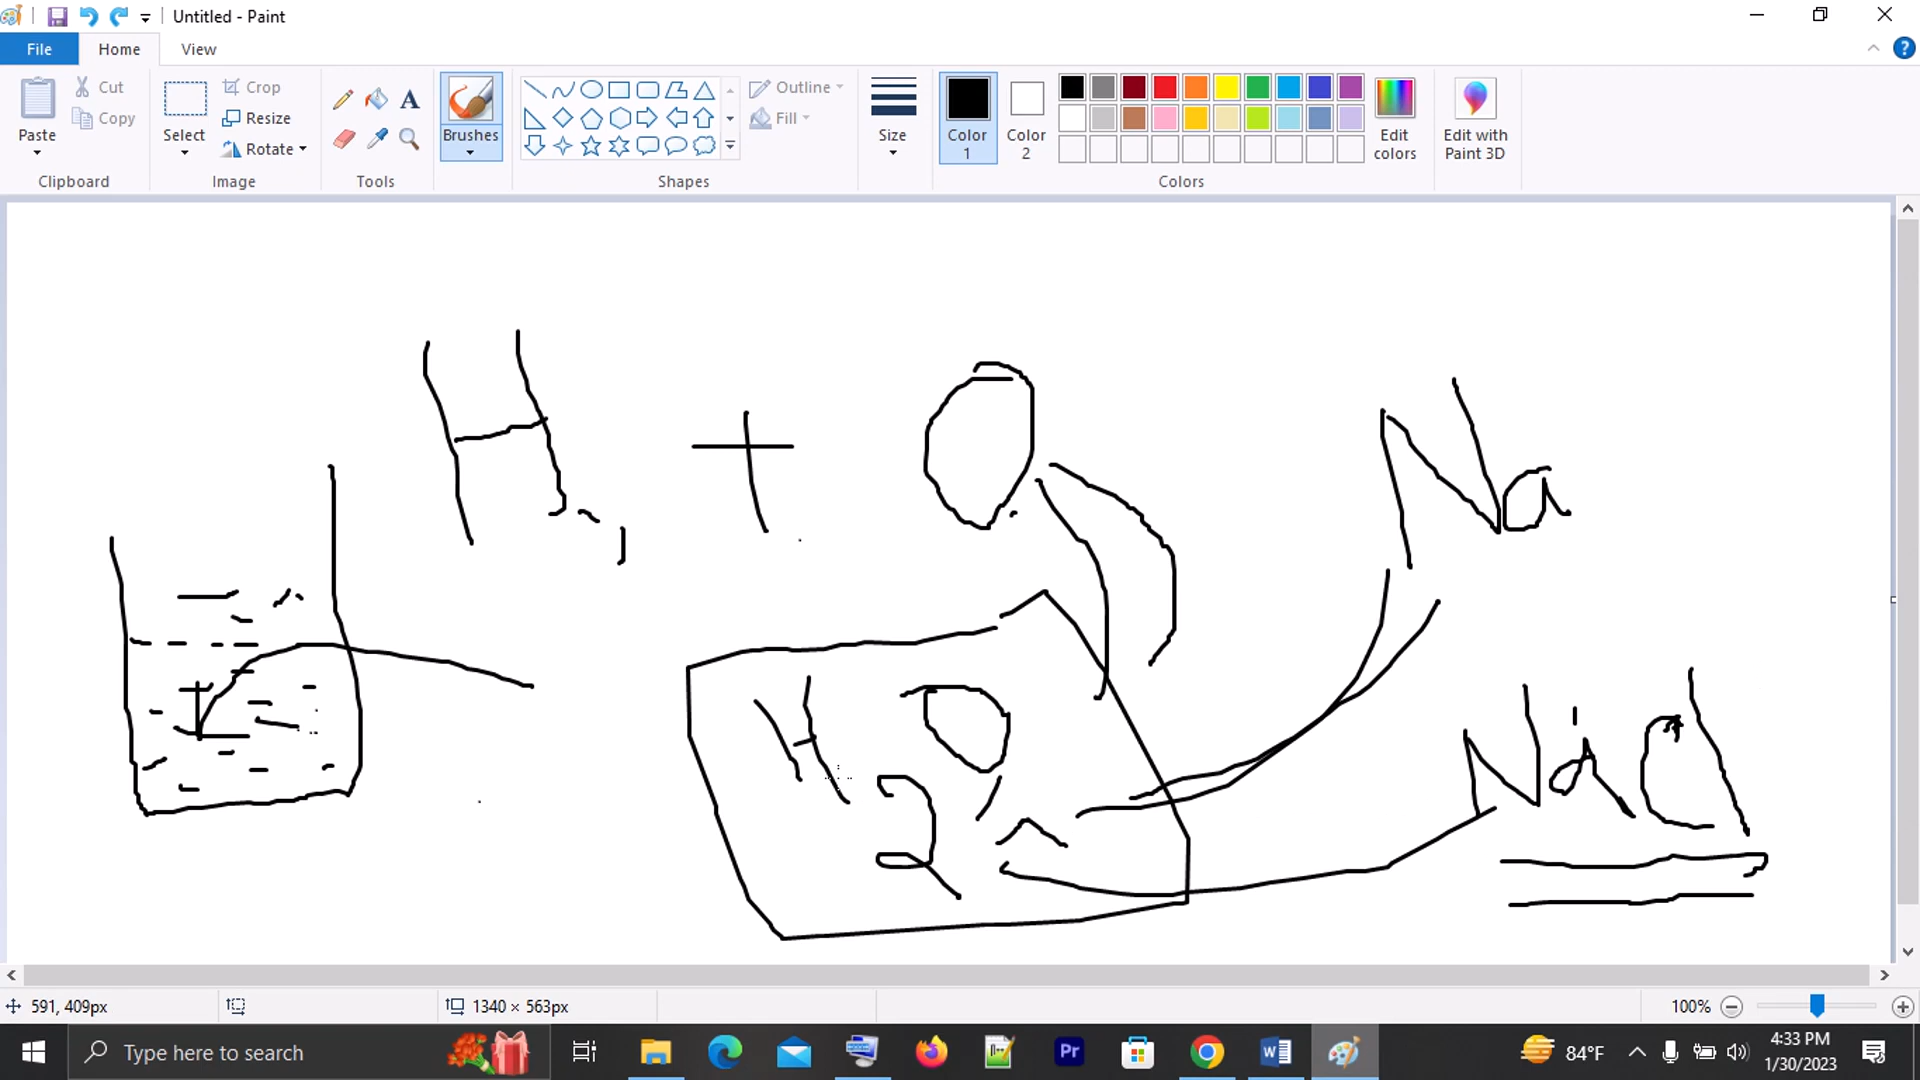 Untitled - Paint
File Home View
Paste
Cut
Copy
Clipboard
Select
Crop
Resize
Rotate
Image
A
Tools
Brushes
Shapes
Outline
Fill
Size
Color 1
Color 2
Edit colors
Colors
Edit with Paint 3D
H + O
Na
H O
2
NaCl
591, 409px
1340 × 563px
100%
Type here to search
Pr
84°F
4:33 PM
1/30/2023